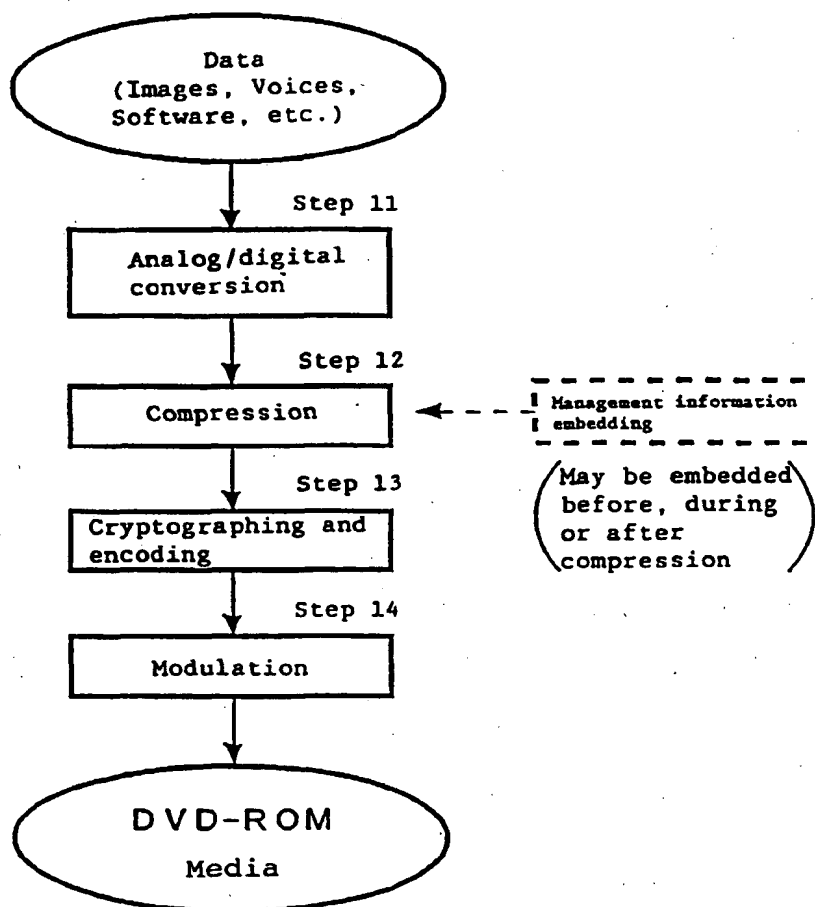 Data
(Images, Voices,
Software, etc.)
Step 11
Analog/digital
conversion
Step 12
Compression
Management information
embedding
(May be embedded
before, during
or after
compression)
Step 13
Cryptographing and
encoding
Step 14
Modulation
DVD-ROM
Media